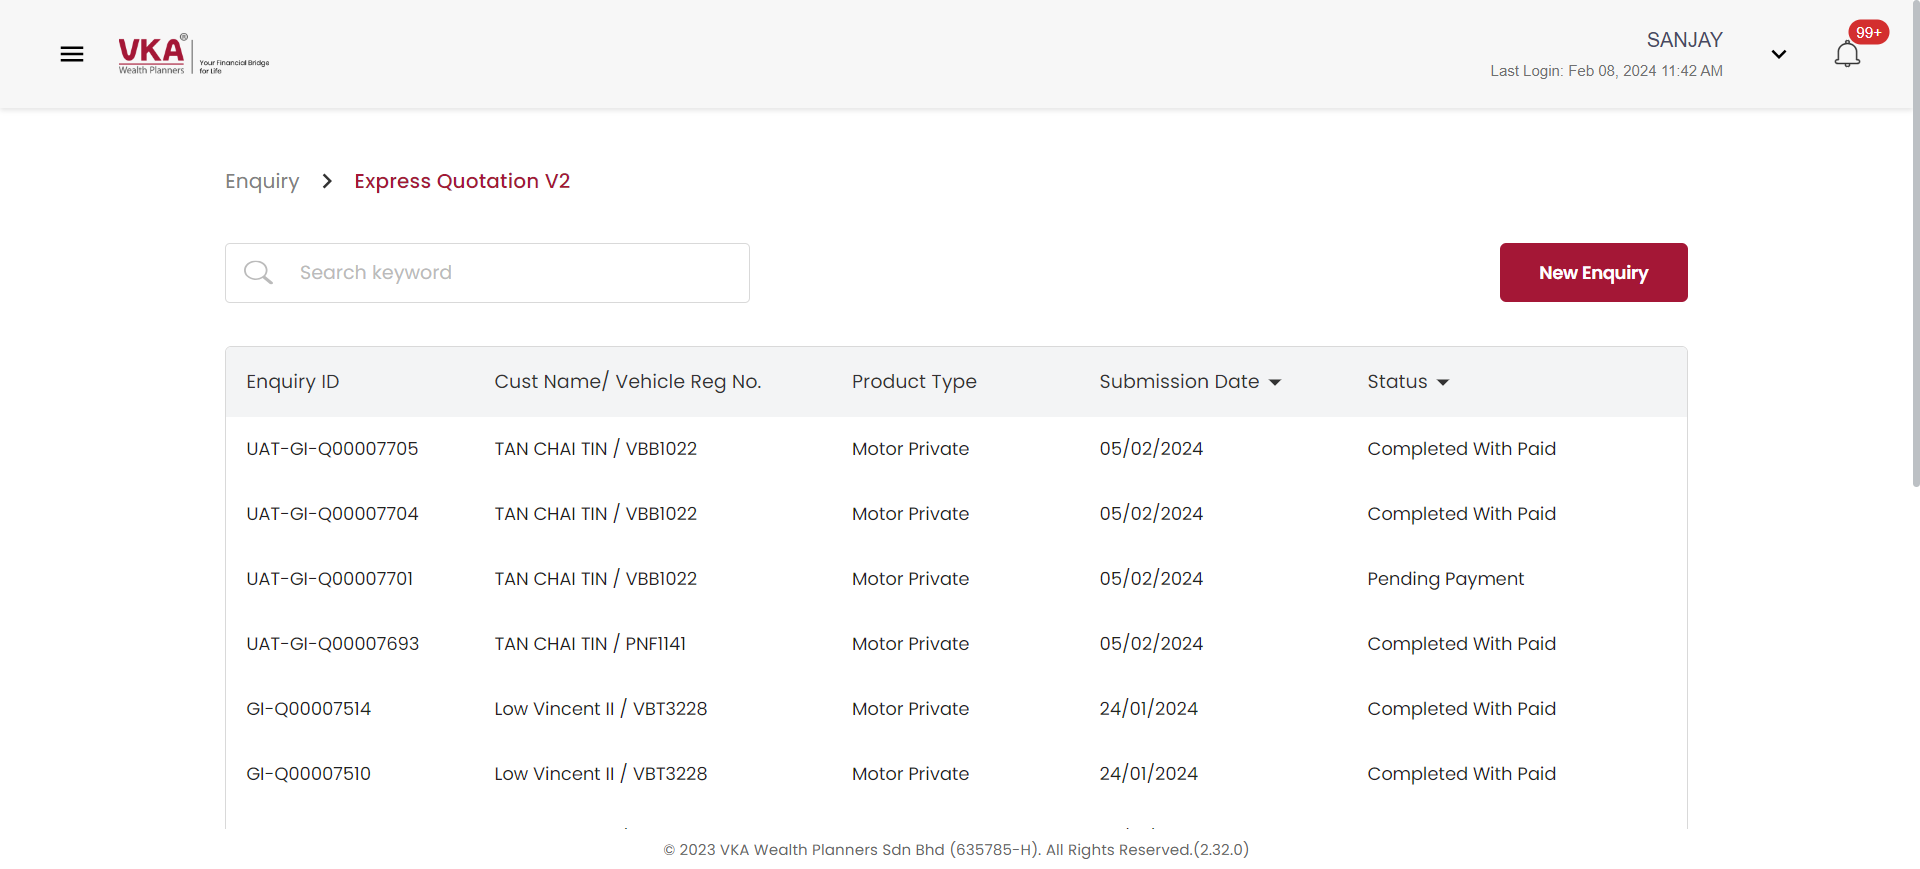 VKA®
Wealth Planners
Your Financial Bridge
for Life
SANJAY
Last Login: Feb 08, 2024 11:42 AM
99+
Enquiry > Express Quotation V2
Search keyword
New Enquiry
Enquiry ID Cust Name/ Vehicle Reg No. Product Type Submission Date Status
UAT-GI-Q00007705 TAN CHAI TIN / VBB1022 Motor Private 05/02/2024 Completed With Paid
UAT-GI-Q00007704 TAN CHAI TIN / VBB1022 Motor Private 05/02/2024 Completed With Paid
UAT-GI-Q00007701 TAN CHAI TIN / VBB1022 Motor Private 05/02/2024 Pending Payment
UAT-GI-Q00007693 TAN CHAI TIN / PNF1141 Motor Private 05/02/2024 Completed With Paid
GI-Q00007514 Low Vincent II / VBT3228 Motor Private 24/01/2024 Completed With Paid
GI-Q00007510 Low Vincent II / VBT3228 Motor Private 24/01/2024 Completed With Paid
© 2023 VKA Wealth Planners Sdn Bhd (635785-H). All Rights Reserved.(2.32.0)